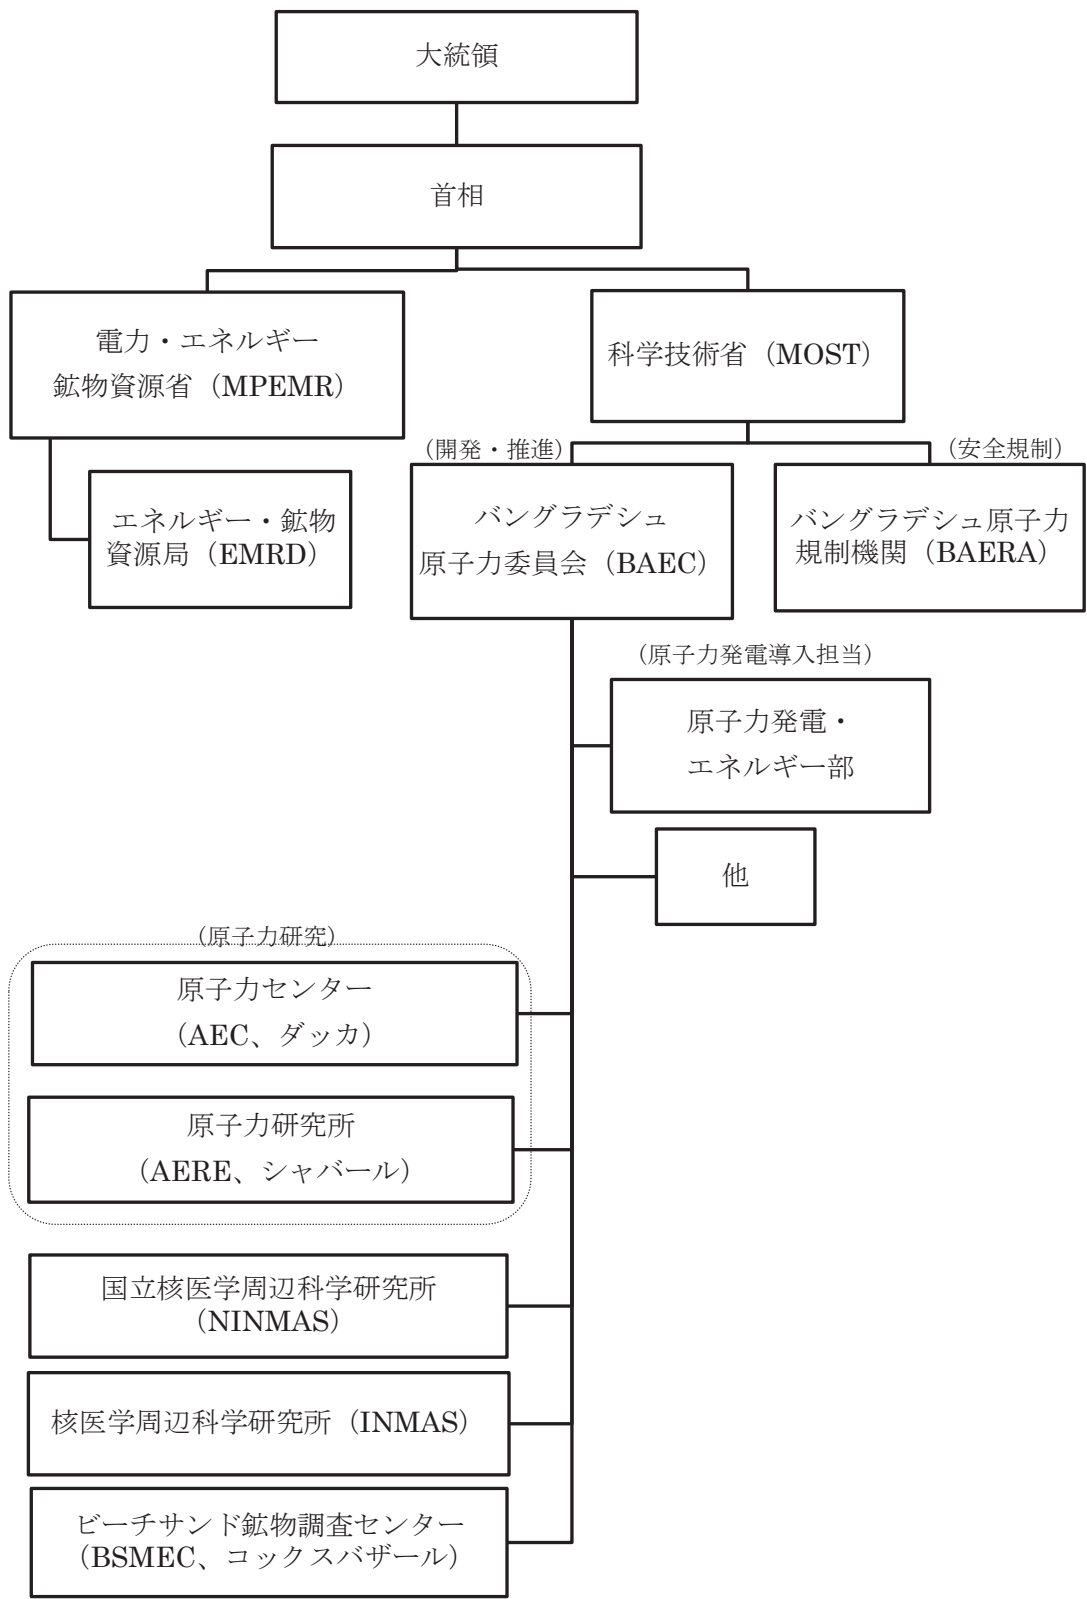 大統領
首相
電力・エネルギー
鉱物資源省（MPEMR）
科学技術省（MOST）
エネルギー・鉱物
資源局（EMRD）
（開発・推進）
バングラデシュ
原子力委員会（BAEC）
（安全規制）
バングラデシュ原子力
規制機関（BAERA）
（原子力発電導入担当）
原子力発電・
エネルギー部
他
（原子力研究）
原子力センター
（AEC、ダッカ）
原子力研究所
（AERE、シャバール）
国立核医学周辺科学研究所
（NINMAS）
核医学周辺科学研究所（INMAS）
ビーチサンド鉱物調査センター
（BSMEC、コックスバザール）